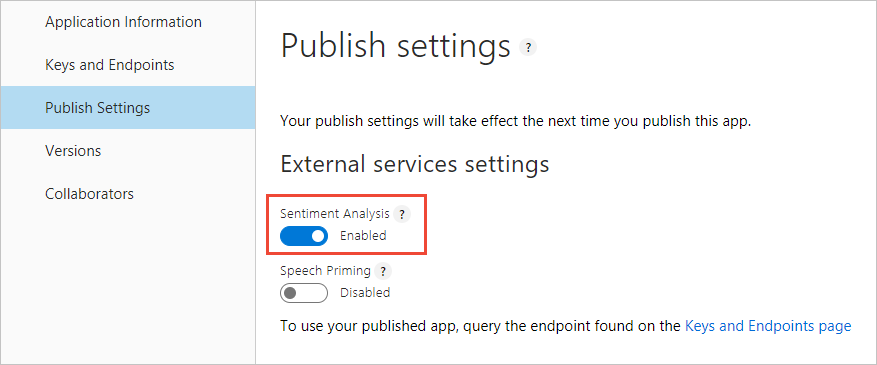 Application Information
Keys and Endpoints
Publish Settings
Versions
Collaborators
Publish settings ?
Your publish settings will take effect the next time you publish this app.
External services settings
Sentiment Analysis ?
Enabled
Speech Priming ?
Disabled
To use your published app, query the endpoint found on the Keys and Endpoints page